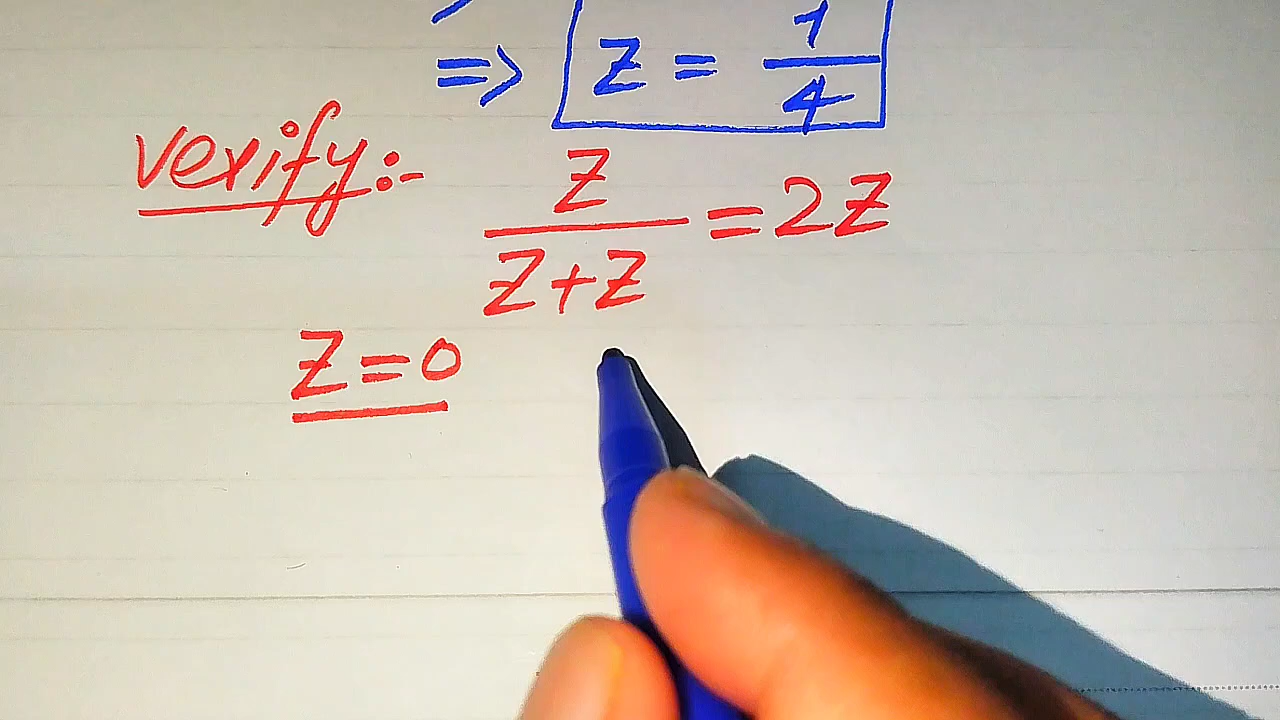 => z = 1/4
verify:- z/(z+z) = 2z
z = 0